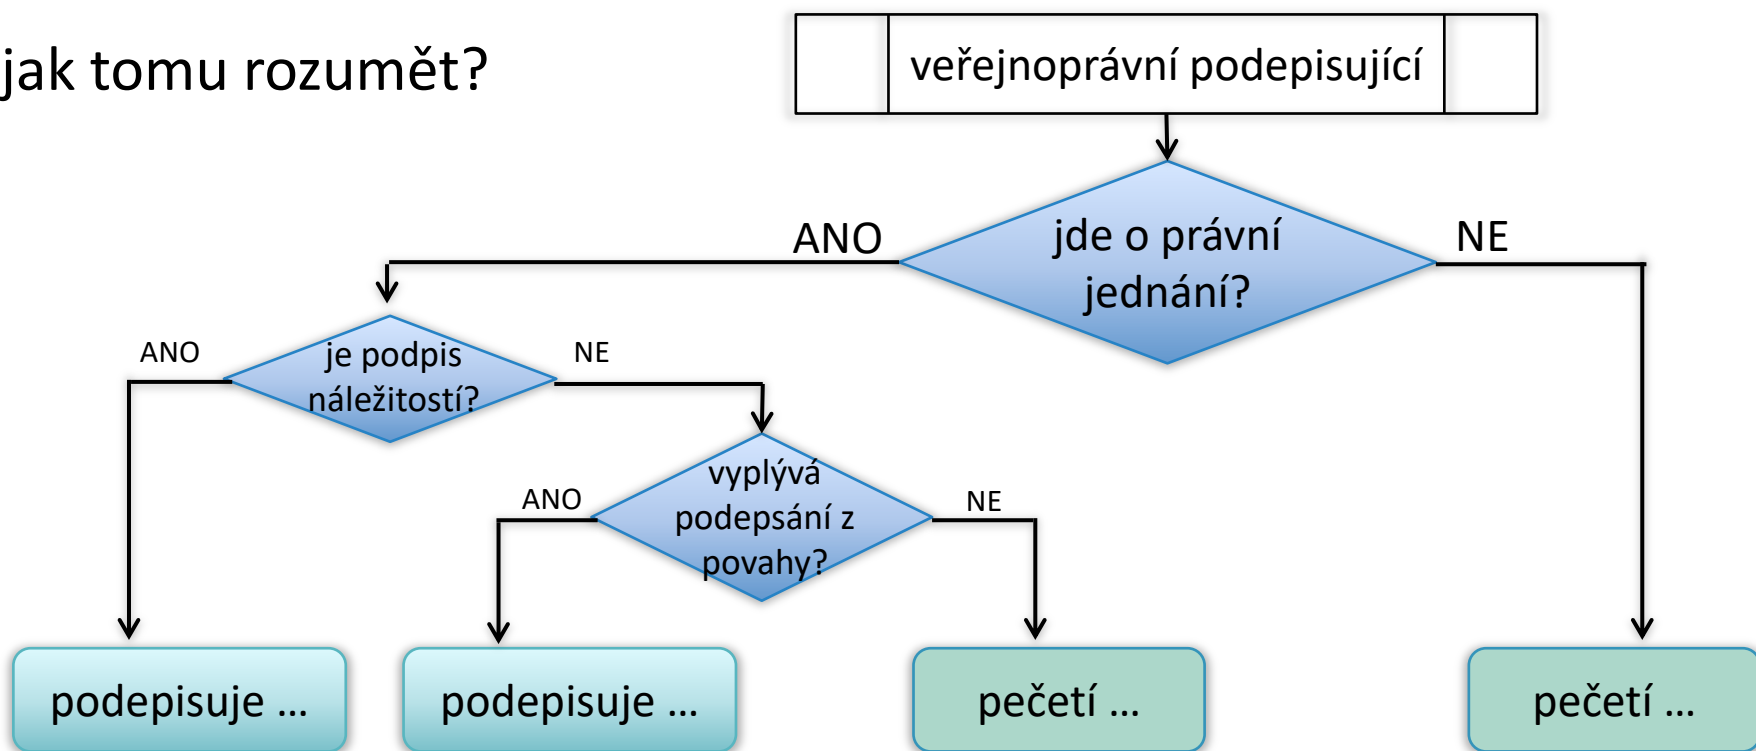 jak tomu rozumět?
veřejnoprávní podepisující
ANO
jde o právní
jednání?
NE
ANO
je podpis
náležitostí?
NE
ANO
vyplývá
podepsání z
povahy?
NE
podepisuje ...
podepisuje ...
pečetí ...
pečetí ...